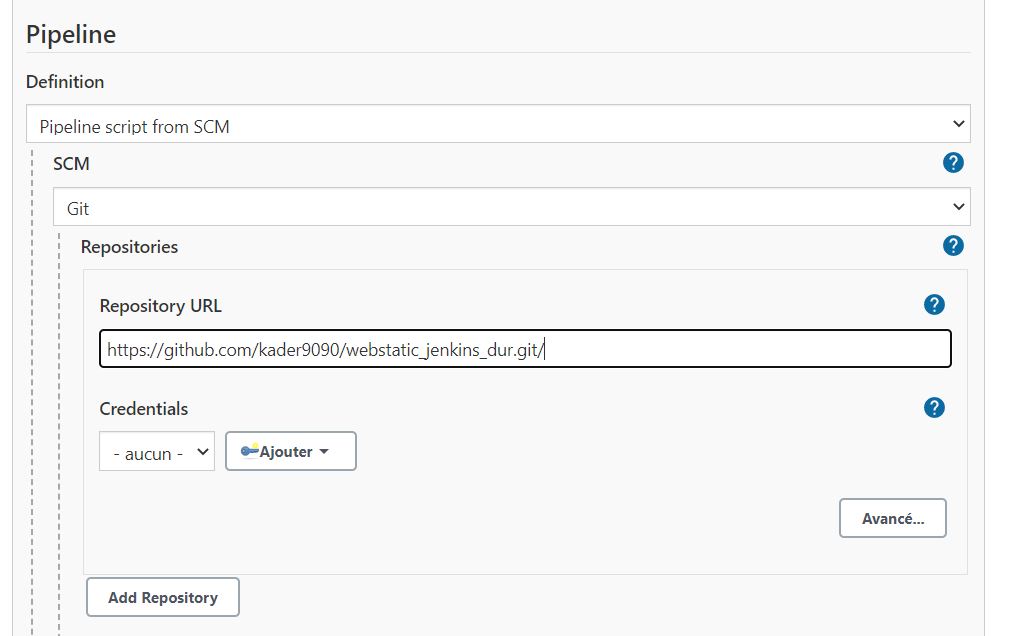 Pipeline
Definition
Pipeline script from SCM
SCM
?
Git
Repositories
?
Repository URL
?
https://github.com/kader9090/webstatic_jenkins_dur.git/
Credentials
?
- aucun -
Ajouter
Avancé...
Add Repository